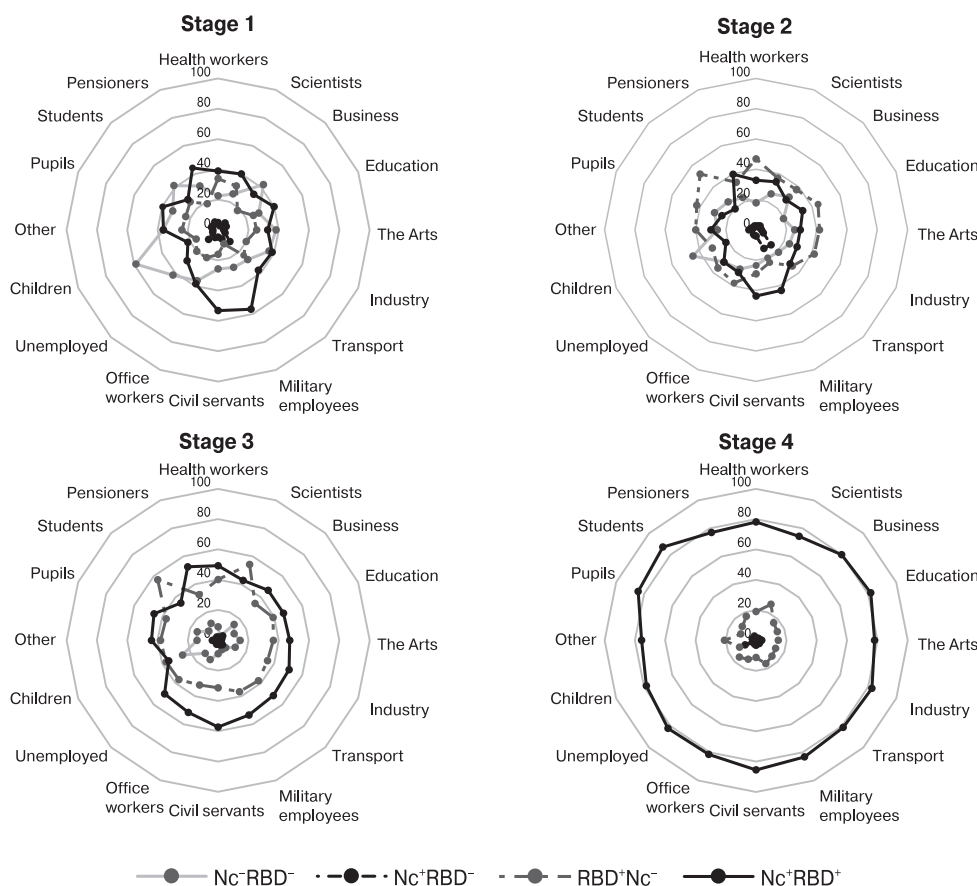 Stage 1
Health workers
Scientists
Business
Education
The Arts
Industry
Transport
Military
employees
Civil servants
Office
workers
Unemployed
Children
Other
Pupils
Students
Pensioners
100
80
60
40
20
0
Stage 2
Health workers
Scientists
Business
Education
The Arts
Industry
Transport
Military
employees
Civil servants
Office
workers
Unemployed
Children
Other
Pupils
Students
Pensioners
100
80
60
40
20
0
Stage 3
Health workers
Scientists
Business
Education
The Arts
Industry
Transport
Military
employees
Civil servants
Office
workers
Unemployed
Children
Other
Pupils
Students
Pensioners
100
80
60
40
20
0
Stage 4
Health workers
Scientists
Business
Education
The Arts
Industry
Transport
Military
employees
Civil servants
Office
workers
Unemployed
Children
Other
Pupils
Students
Pensioners
100
80
60
40
20
0
Nc⁻RBD⁻ Nc⁺RBD⁻ RBD⁺Nc⁻ Nc⁺RBD⁺